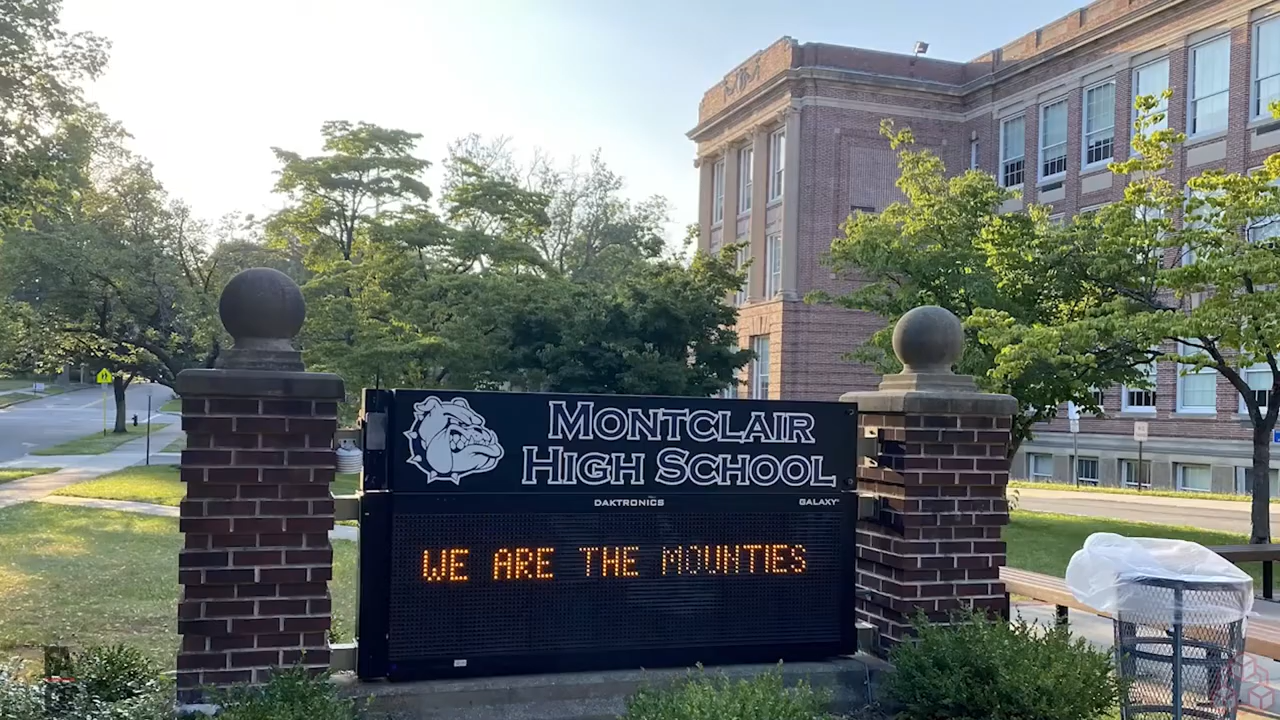 MONTCLAIR
HIGH SCHOOL
DAKTRONICS GALAXY®
WE ARE THE MOUNTIES